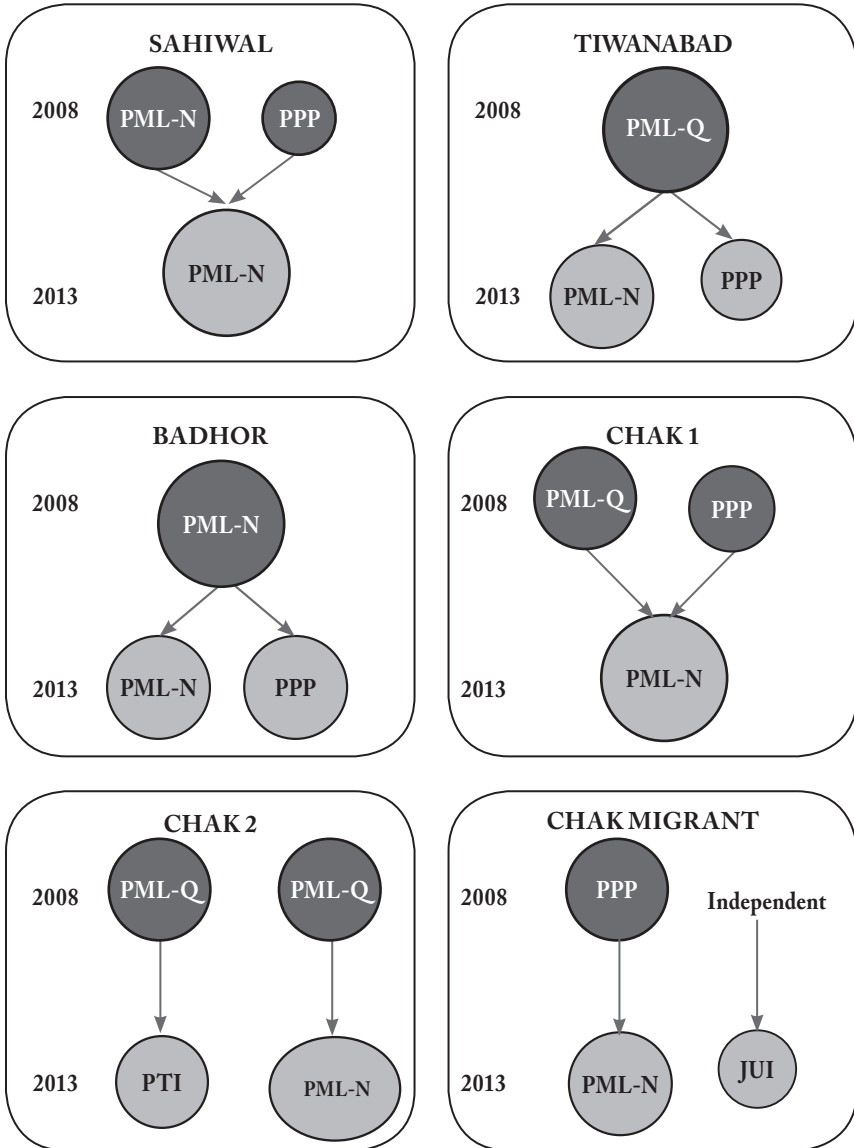 SAHIWAL
2008
PML-N
PPP
PML-N
2013
TIWANABAD
2008
PML-Q
PML-N
PPP
2013
BADHOR
2008
PML-N
PML-N
PPP
2013
CHAK 1
2008
PML-Q
PPP
PML-N
2013
CHAK 2
2008
PML-Q
PML-Q
PTI
PML-N
2013
CHAK MIGRANT
2008
PPP
Independent
PML-N
JUI
2013